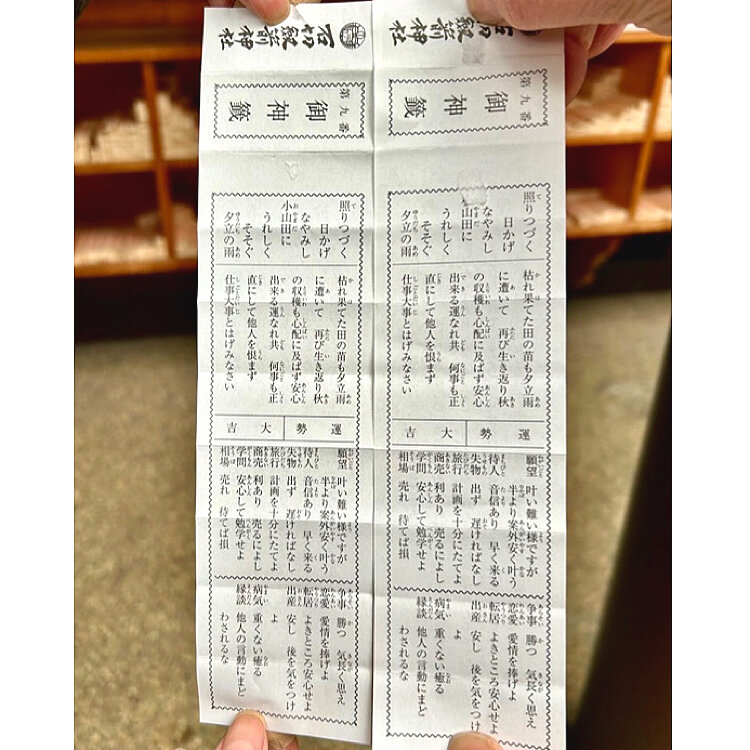 石切劔箭神社
第九番
御神籤
照りつづく
日かげ
なやみし
小山田に
うれしく
そそぐ
夕立の雨
枯れ果てた田の苗も夕立雨
に遭いて 再び生き返り秋
の収穫も心配に及ばず安心
出来る運なれ共 何事も正
直にして他人を恨まず
仕事大事とはげみなさい
運勢 大吉
願望 叶い難い様ですが
半より案外安く叶う
待人 音信あり 早く来る
失物 出ず 遅ければなし
旅行 計画を十分にたてよ
商売 利あり 売るによし
学問 安心して勉学せよ
相場 売れ 待てば損
争事 勝つ 気長く思え
恋愛 愛情を捧げよ
転居 よきところ安心せよ
出産 安し 後を気をつけ
よ
病気 重くない癒る
縁談 他人の言動にまど
わされるな
石切劔箭神社
第九番
御神籤
照りつづく
日かげ
なやみし
小山田に
うれしく
そそぐ
夕立の雨
枯れ果てた田の苗も夕立雨
に遭いて 再び生き返り秋
の収穫も心配に及ばず安心
出来る運なれ共 何事も正
直にして他人を恨まず
仕事大事とはげみなさい
運勢 大吉
願望 叶い難い様ですが
半より案外安く叶う
待人 音信あり 早く来る
失物 出ず 遅ければなし
旅行 計画を十分にたてよ
商売 利あり 売るによし
学問 安心して勉学せよ
相場 売れ 待てば損
争事 勝つ 気長く思え
恋愛 愛情を捧げよ
転居 よきところ安心せよ
出産 安し 後を気をつけ
よ
病気 重くない癒る
縁談 他人の言動にまど
わされるな